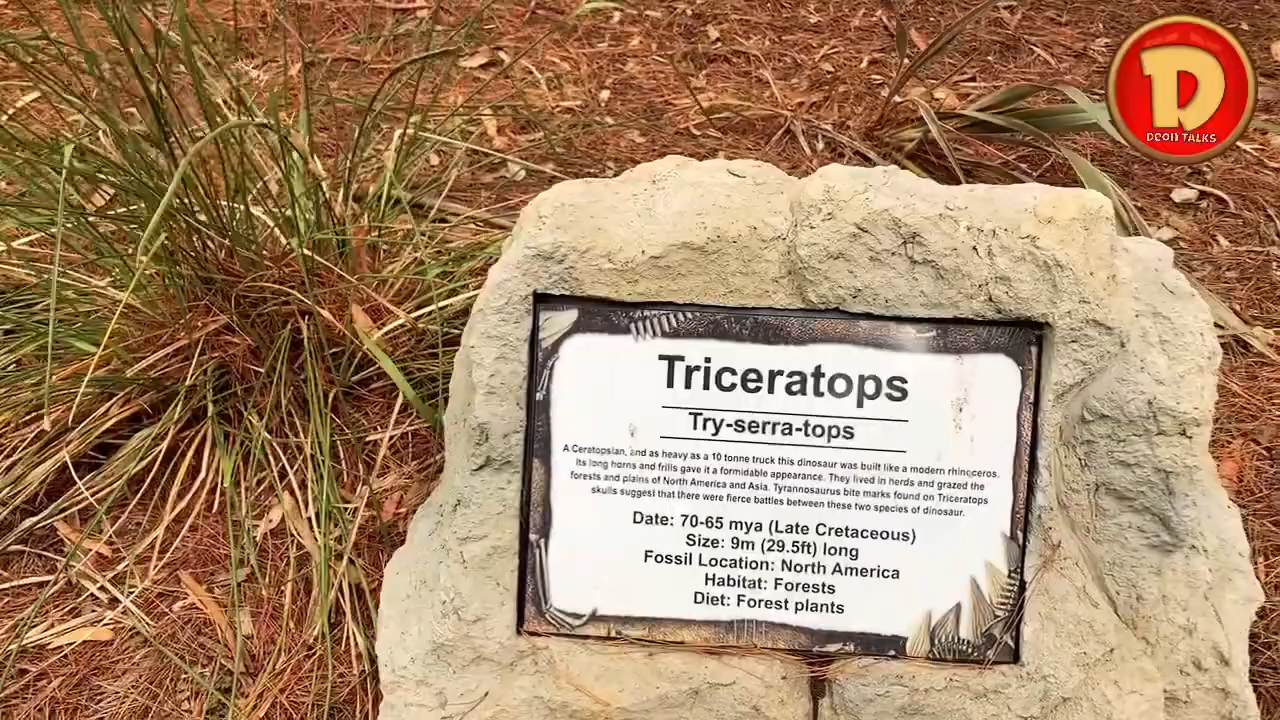 D
DEON TALKS
Triceratops
Try-serra-tops
A Ceratopsian, and as heavy as a 10 tonne truck this dinosaur was built like a modern rhinoceros.
Its long horns and frills gave it a formidable appearance. They lived in herds and grazed the
forests and plains of North America and Asia. Tyrannosaurus bite marks found on Triceratops
skulls suggest that there were fierce battles between these two species of dinosaur.
Date: 70-65 mya (Late Cretaceous)
Size: 9m (29.5ft) long
Fossil Location: North America
Habitat: Forests
Diet: Forest plants